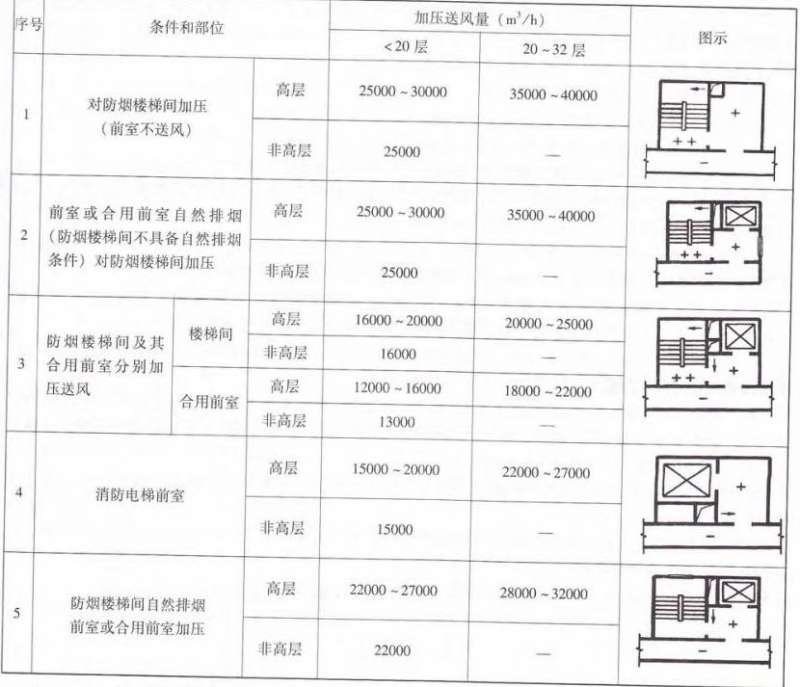 序号 条件和部位 加压送风量（m³/h） 图示
<20 层 20～32 层
1 对防烟楼梯间加压
（前室不送风） 高层 25000～30000 35000～40000
非高层 25000 —
2 前室或合用前室自然排烟
（防烟楼梯间不具备自然排烟
条件）对防烟楼梯间加压 高层 25000～30000 35000～40000
非高层 25000 —
3 防烟楼梯间及其
合用前室分别加
压送风 楼梯间 高层 16000～20000 20000～25000
非高层 16000 —
合用前室 高层 12000～16000 18000～22000
非高层 13000 —
4 消防电梯前室 高层 15000～20000 22000～27000
非高层 15000 —
5 防烟楼梯间自然排烟
前室或合用前室加压 高层 22000～27000 28000～32000
非高层 22000 —